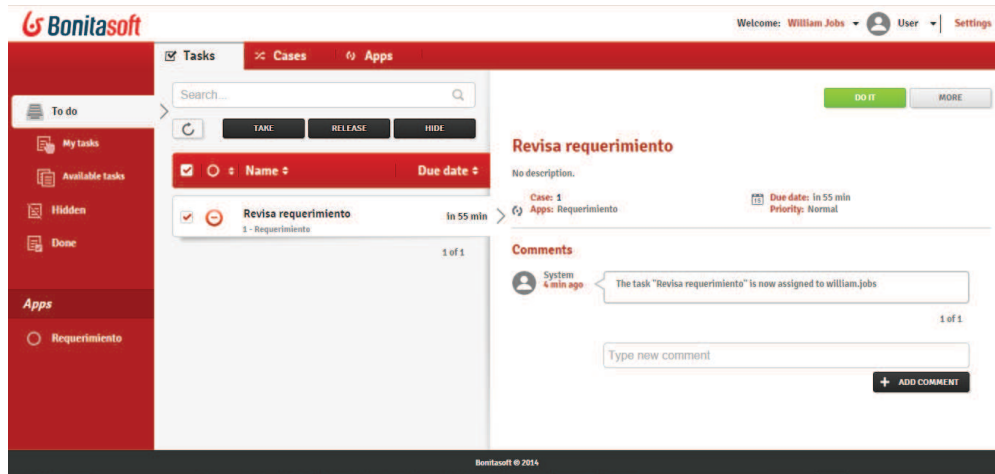 Bonitasoft
Welcome: William Jobs User Settings
Tasks Cases Apps
To do
My tasks
Available tasks
Hidden
Done
Apps
Requerimiento
Search...
TAKE RELEASE HIDE
Name Due date
Revisa requerimiento in 55 min
1 - Requerimiento
1 of 1
DO IT MORE
Revisa requerimiento
No description.
Case: 1 Due date: in 55 min
Apps: Requerimiento Priority: Normal
Comments
System
4 min ago
The task "Revisa requerimiento" is now assigned to william.jobs
1 of 1
Type new comment
+ ADD COMMENT
Bonitasoft © 2014